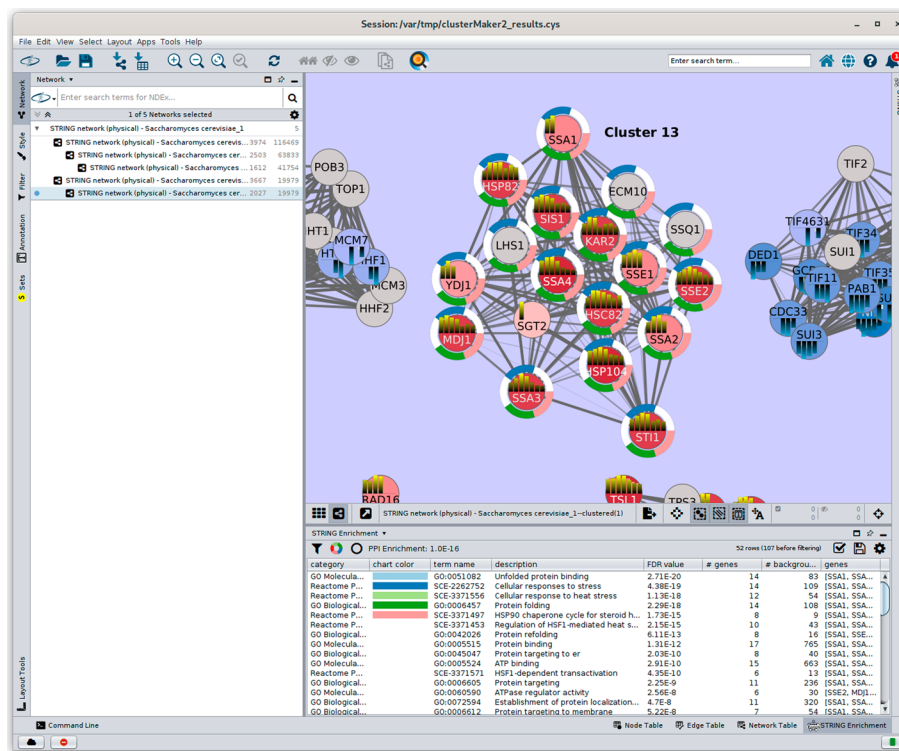 Session: /var/tmp/clusterMaker2_results.cys
File Edit View Select Layout Apps Tools Help
Enter search term...
Network
Enter search terms for NDEx...
1 of 5 Networks selected
STRING network (physical) - Saccharomyces cerevisiae_1 5
STRING network (physical) - Saccharomyces cerevis... 3974 116469
STRING network (physical) - Saccharomyces cer... 2503 63833
STRING network (physical) - Saccharomyces ... 1612 41754
STRING network (physical) - Saccharomyces cerevis... 3667 19979
STRING network (physical) - Saccharomyces cer... 2027 19979
Network
Style
Filter
Annotation
Sets
Layout Tools
Cluster 13
SSA1
HSP82
ECM10
SIS1
KAR2
SSQ1
LHS1
SSE1
YDJ1
SSA4
SSE2
HSC82
SGT2
MDJ1
SSA2
HSP104
SSA3
STI1
POB3
TOP1
HT1
MCM7
HF1
MCM3
HHF2
TIF2
TIF4631
TIF34
SUI1
DED1
TIF11
TIF35
PAB1
CDC33
SUI3
RAD16
TSL1
TPS3
STRING network (physical) - Saccharomyces cerevisiae_1--clustered(1)
STRING Enrichment
PPI Enrichment: 1.0E-16
52 rows (107 before filtering)
category chart color term name description FDR value # genes # backgrou... genes
GO Molecula... GO:0051082 Unfolded protein binding 2.71E-20 14 83 [SSA1, SSA...
Reactome P... SCE-2262752 Cellular responses to stress 4.38E-19 14 109 [SSA1, SSA...
Reactome P... SCE-3371556 Cellular response to heat stress 1.13E-18 12 54 [SSA1, SSA...
GO Biological... GO:0006457 Protein folding 2.29E-18 14 108 [SSA1, SSA...
Reactome P... SCE-3371497 HSP90 chaperone cycle for steroid h... 1.73E-15 8 9 [SSA1, SSA...
Reactome P... SCE-3371453 Regulation of HSF1-mediated heat s... 2.15E-15 10 43 [SSA1, SSA...
GO Biological... GO:0042026 Protein refolding 6.11E-13 8 16 [SSA1, SSE...
GO Molecula... GO:0005515 Protein binding 1.31E-12 17 765 [SSA1, SSA...
GO Biological... GO:0045047 Protein targeting to er 2.03E-10 8 40 [SSA1, SSA...
GO Molecula... GO:0005524 ATP binding 2.91E-10 15 663 [SSA1, SSA...
Reactome P... SCE-3371571 HSF1-dependent transactivation 4.35E-10 6 13 [SSA1, SSA...
GO Biological... GO:0006605 Protein targeting 2.25E-9 11 236 [SSA1, SSA...
GO Molecula... GO:0060590 ATPase regulator activity 2.56E-8 6 30 [SSE2, MDJ1...
GO Biological... GO:0072594 Establishment of protein localization... 4.7E-8 11 320 [SSA1, SSA...
GO Biological... GO:0006612 Protein targeting to membrane 5.22E-8 7 54 [SSA1, SSA...
Command Line
Node Table
Edge Table
Network Table
STRING Enrichment